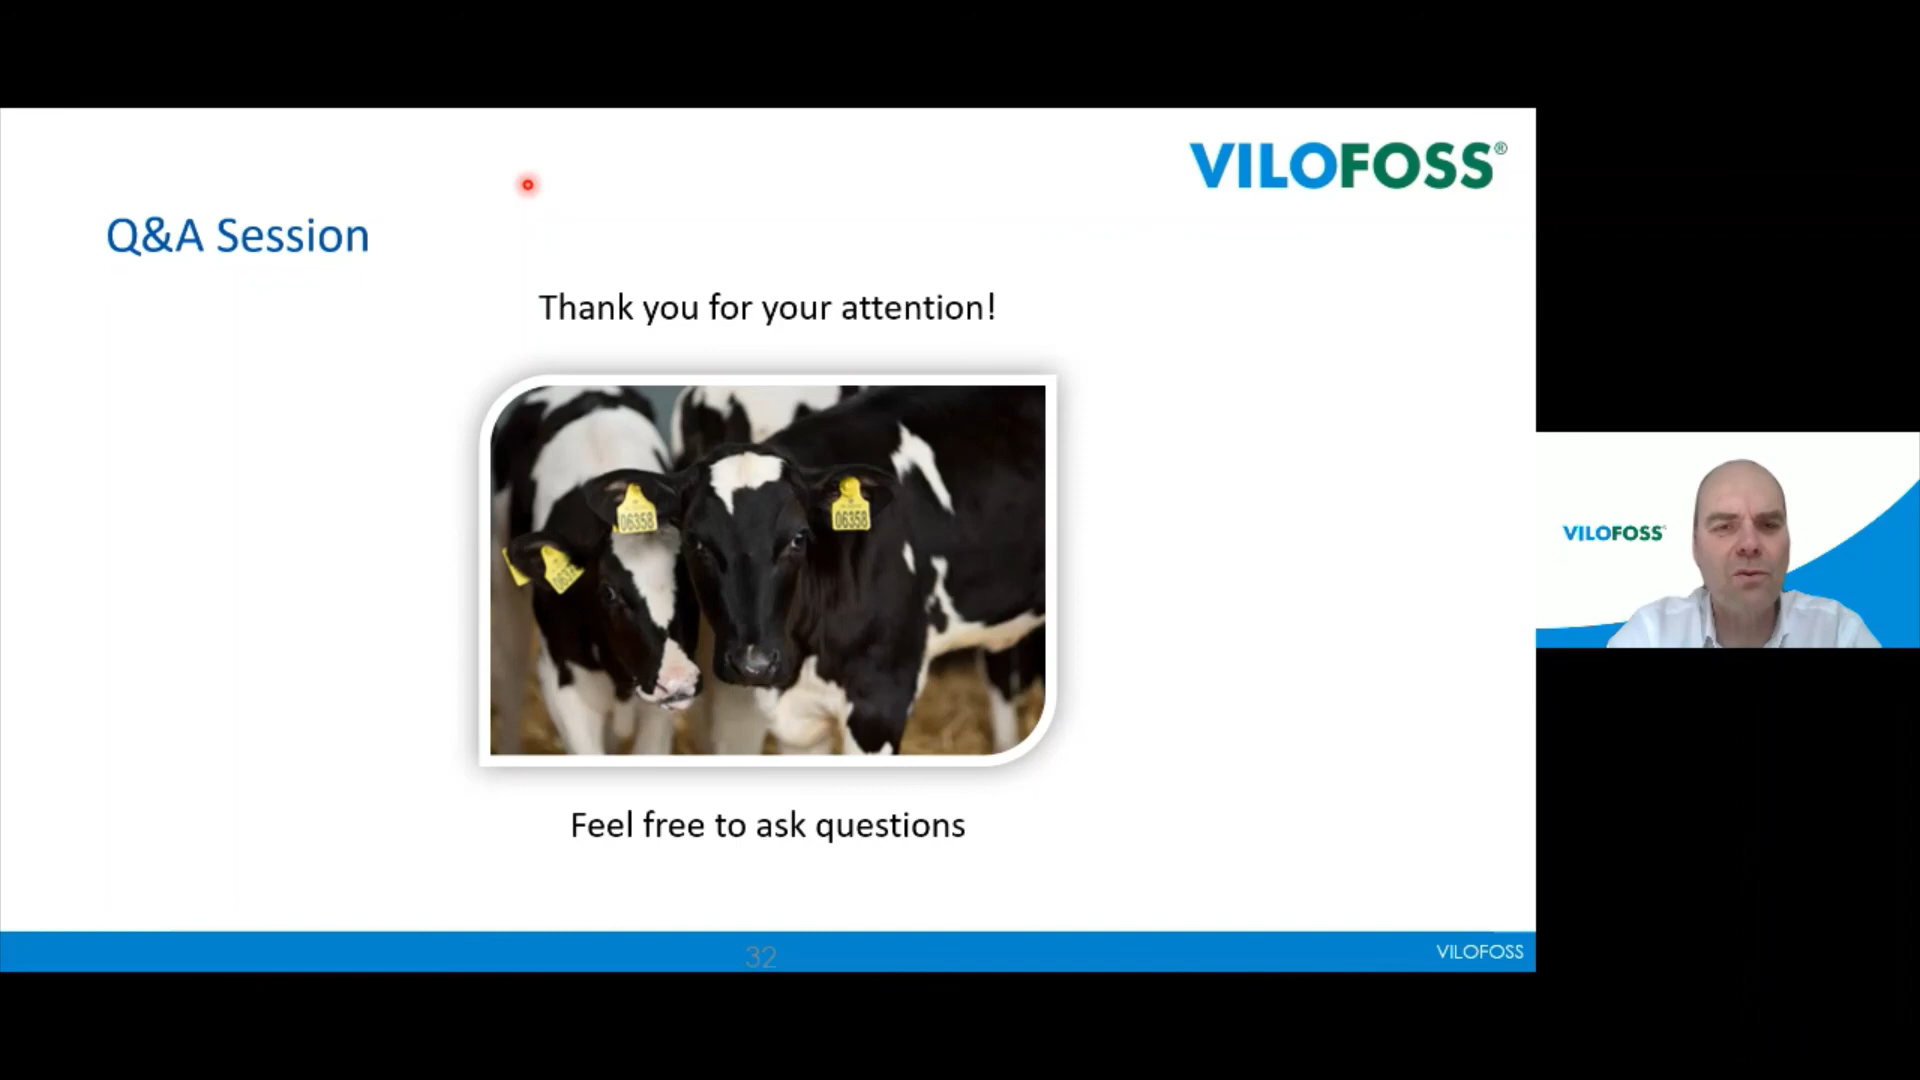 VILOFOSS®
Q&A Session
Thank you for your attention!
06358
06358
Feel free to ask questions
32
VILOFOSS
VILOFOSS